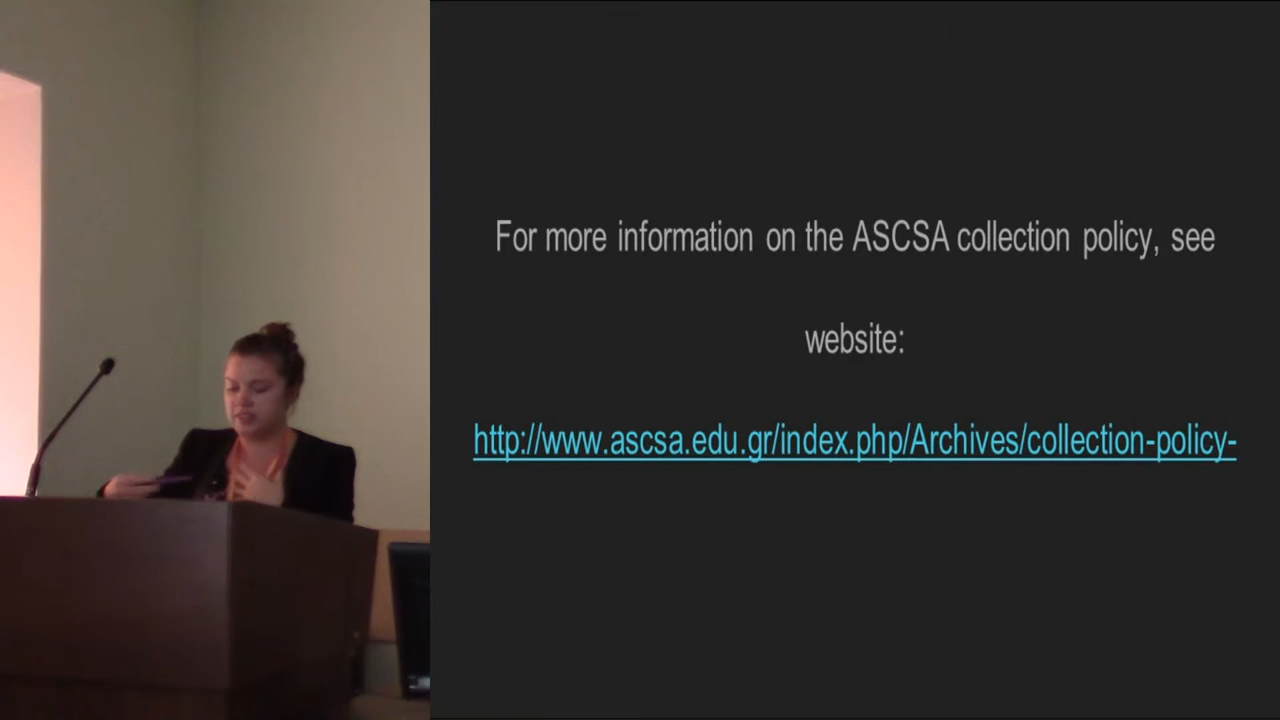 For more information on the ASCSA collection policy, see
website:
http://www.ascsa.edu.gr/index.php/Archives/collection-policy-